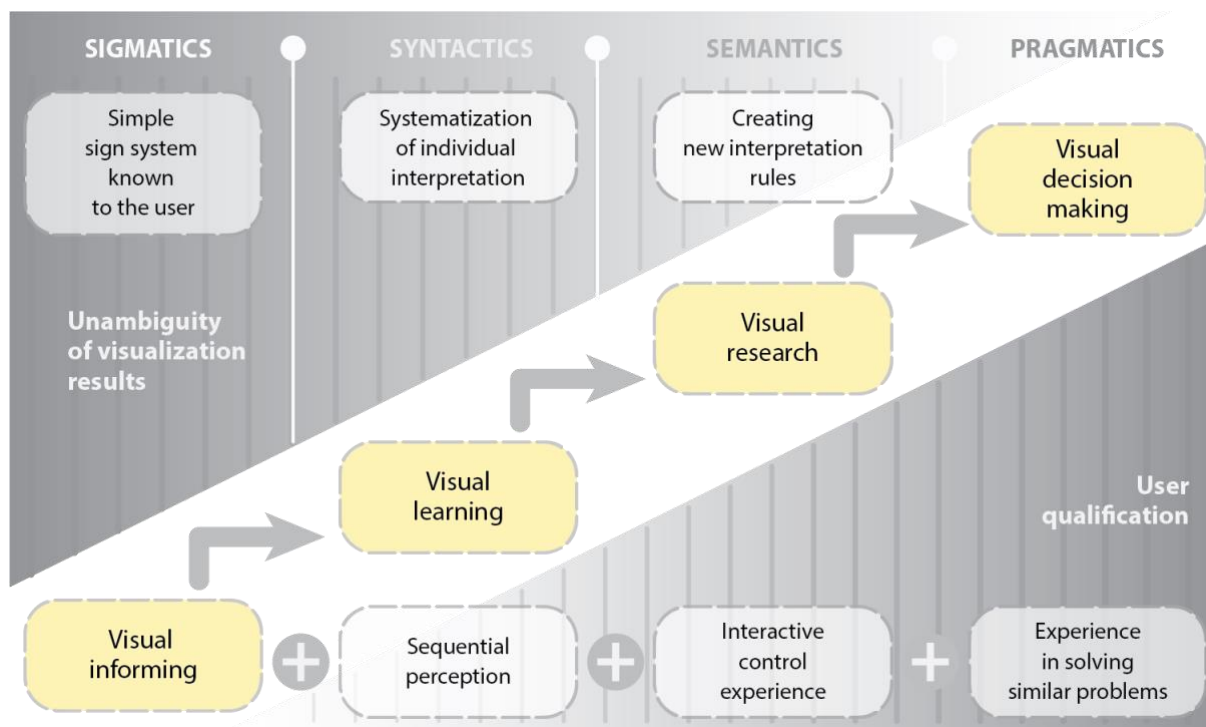 SIGMATICS
SYNTACTICS
SEMANTICS
PRAGMATICS
Simple
sign system
known
to the user
Systematization
of individual
interpretation
Creating
new interpretation
rules
Visual
decision
making
Unambiguity
of visualization
results
Visual
research
Visual
learning
User
qualification
Visual
informing
Sequential
perception
Interactive
control
experience
Experience
in solving
similar problems